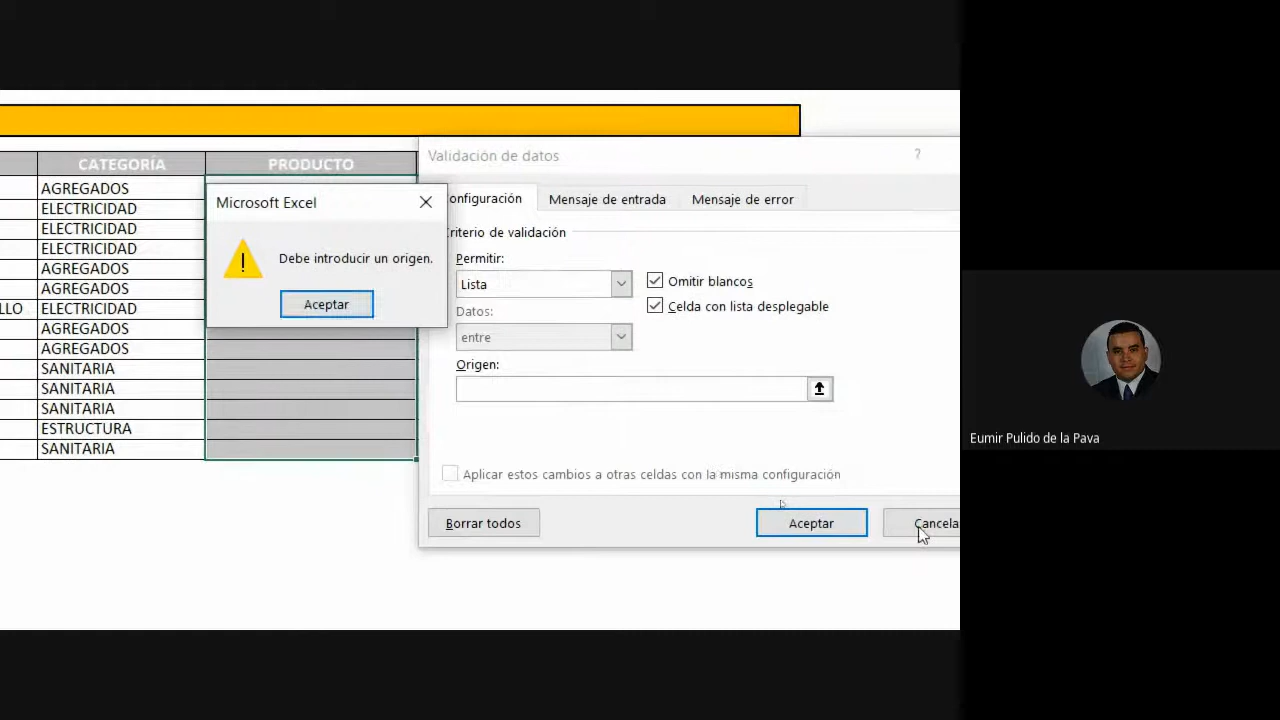 CATEGORÍA PRODUCTO
AGREGADOS
ELECTRICIDAD
ELECTRICIDAD
ELECTRICIDAD
AGREGADOS
AGREGADOS
LLO ELECTRICIDAD
AGREGADOS
AGREGADOS
SANITARIA
SANITARIA
SANITARIA
ESTRUCTURA
SANITARIA
Microsoft Excel
Debe introducir un origen.
Aceptar
Validación de datos ?
onfiguración Mensaje de entrada Mensaje de error
riterio de validación
Permitir:
Lista
Omitir blancos
Celda con lista desplegable
Datos:
entre
Origen:
Aplicar estos cambios a otras celdas con la misma configuración
Borrar todos Aceptar Cancela
Eumir Pulido de la Pava